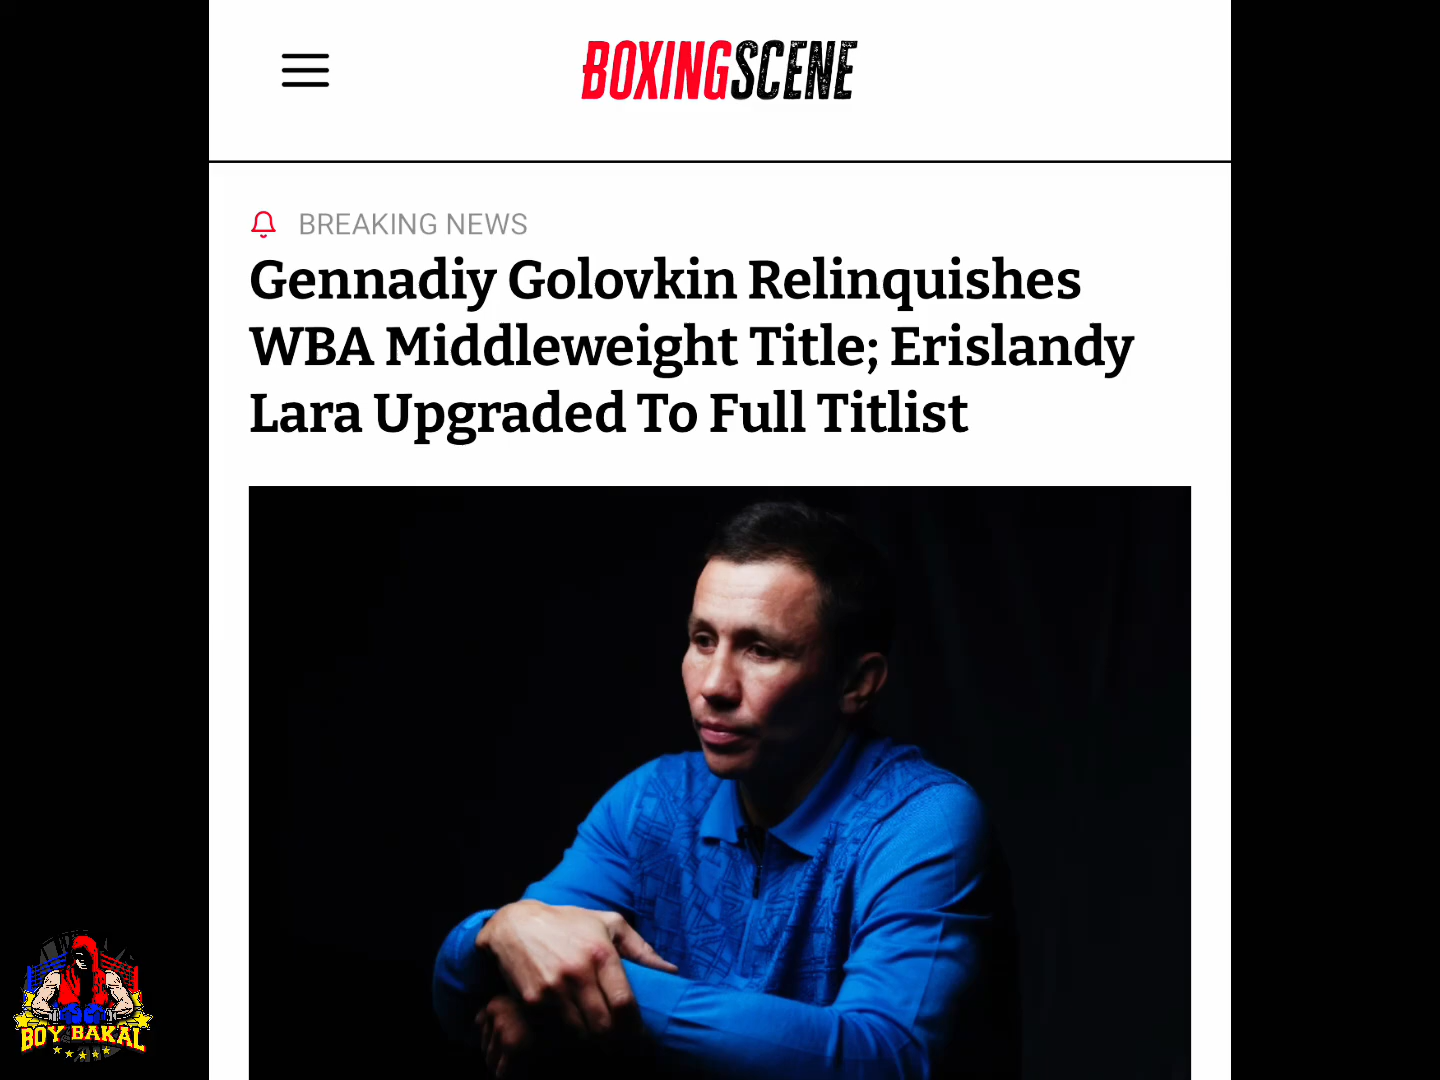 BOXINGSCENE
BREAKING NEWS
Gennadiy Golovkin Relinquishes
WBA Middleweight Title; Erislandy
Lara Upgraded To Full Titlist
BOY BAKAL